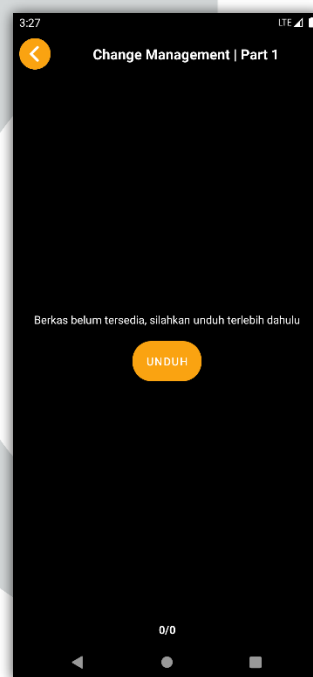 3:27 LTE
Change Management | Part 1
Berkas belum tersedia, silahkan unduh terlebih dahulu
UNDUH
0/0